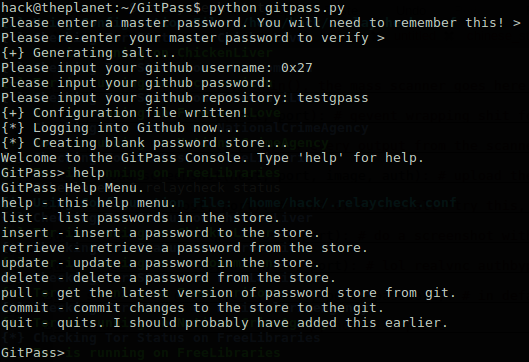 hack@theplanet:~/GitPass$ python gitpass.py
Please enter a master password. You will need to remember this! >
Please re-enter your master password to verify >
{+} Generating salt...
Please input your github username: 0x27
Please input your github password:
Please input your github repository: testgpass
{+} Configuration file written!
{*} Logging into Github now...
{*} Creating blank password store...
Welcome to the GitPass Console. Type 'help' for help.
GitPass> help
GitPass Help Menu.
help - this help menu.
list - list passwords in the store.
insert - insert a password to the store.
retrieve - retrieve a password from the store.
update - update a password in the store.
delete - delete a password from the store.
pull - get the latest version of password store from git.
commit - commit changes to the store to the git.
quit - quits. I should probably have added this earlier.
GitPass>